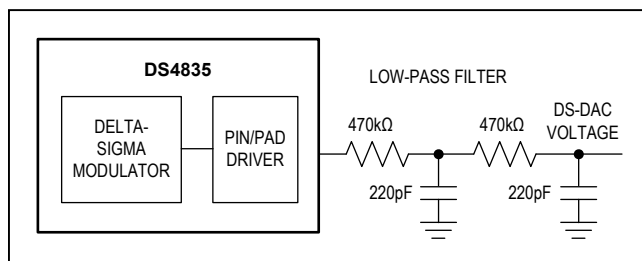 DS4835
DELTA-
SIGMA
MODULATOR
PIN/PAD
DRIVER
LOW-PASS FILTER
470kΩ
470kΩ
DS-DAC
VOLTAGE
220pF
220pF